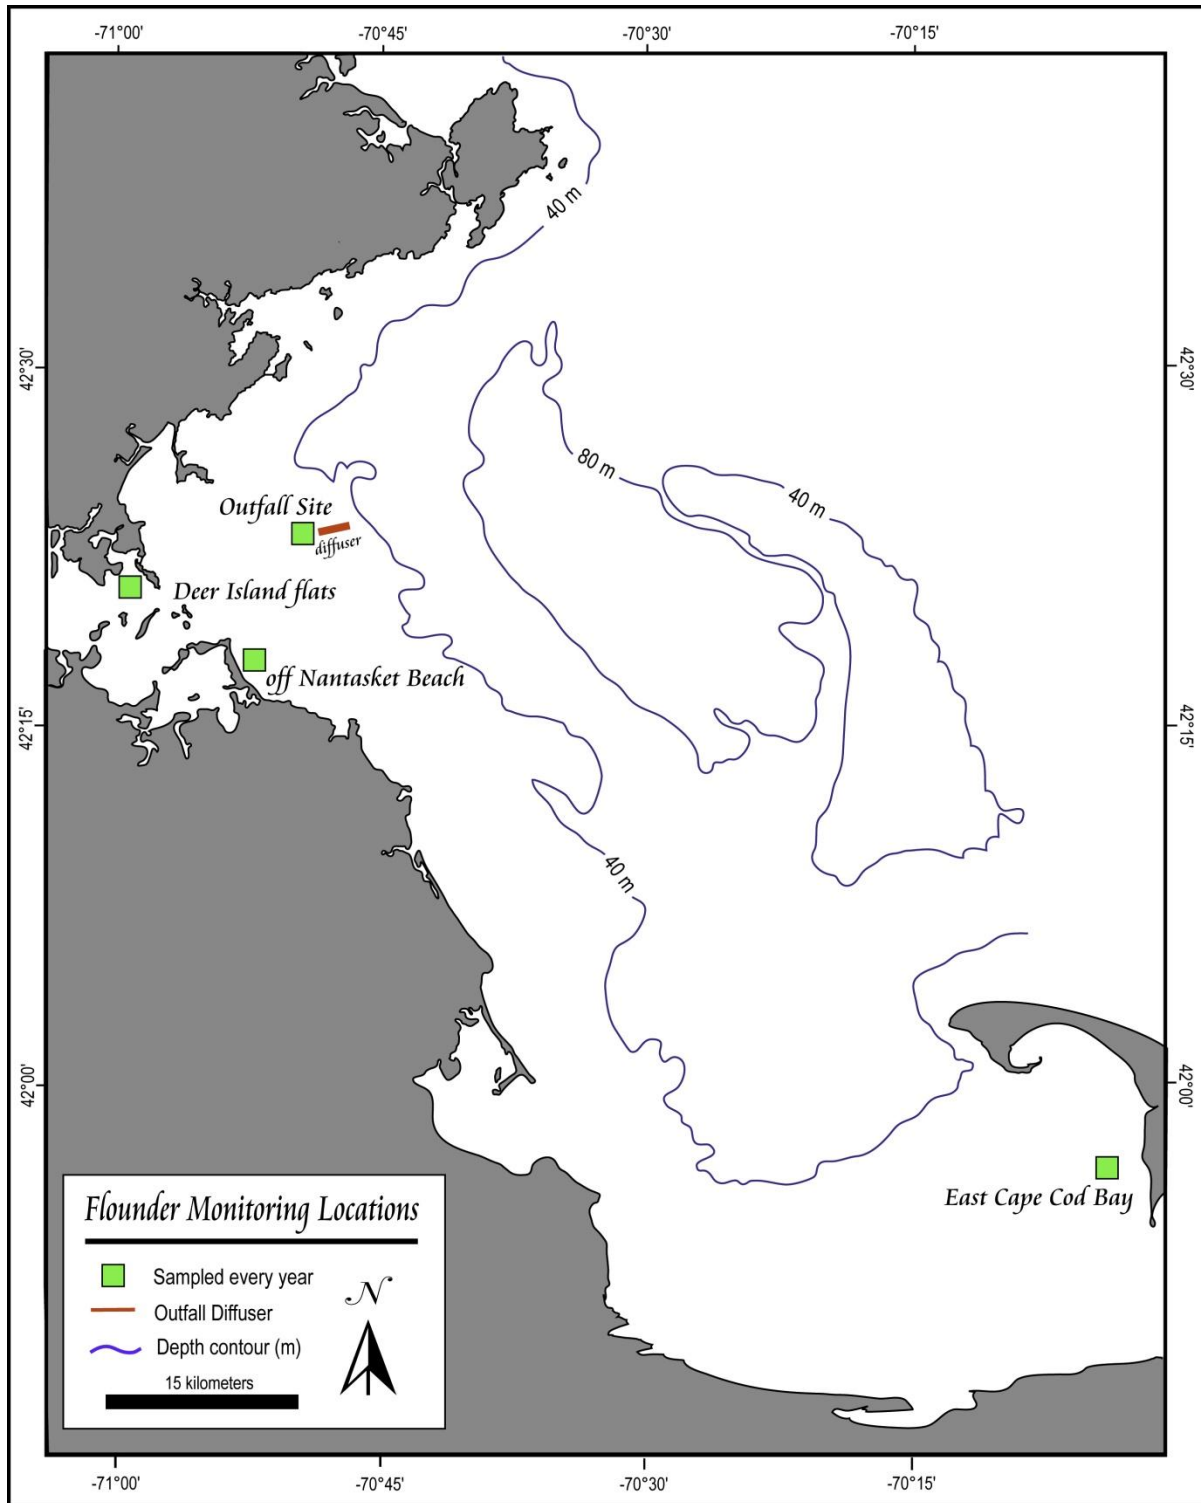 -71°00'
-70°45'
-70°30'
-70°15'
40 m
42°30'
42°30'
80 m
40 m
Outfall Site
diffuser
Deer Island flats
off Nantasket Beach
42°15'
42°15'
40 m
42°00'
42°00'
East Cape Cod Bay
Flounder Monitoring Locations
Sampled every year
N
Outfall Diffuser
Depth contour (m)
15 kilometers
-71°00'
-70°45'
-70°30'
-70°15'